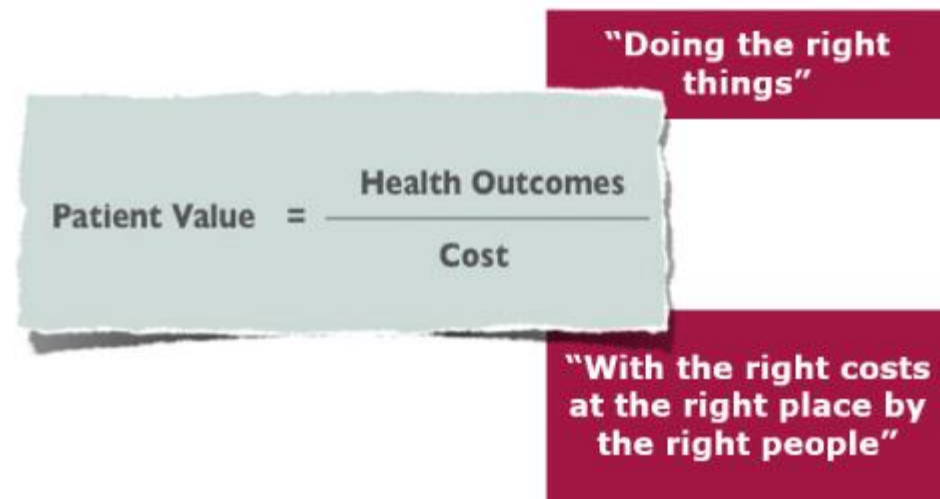 “Doing the right
things”
Health Outcomes
Patient Value =
Cost
“With the right costs
at the right place by
the right people”